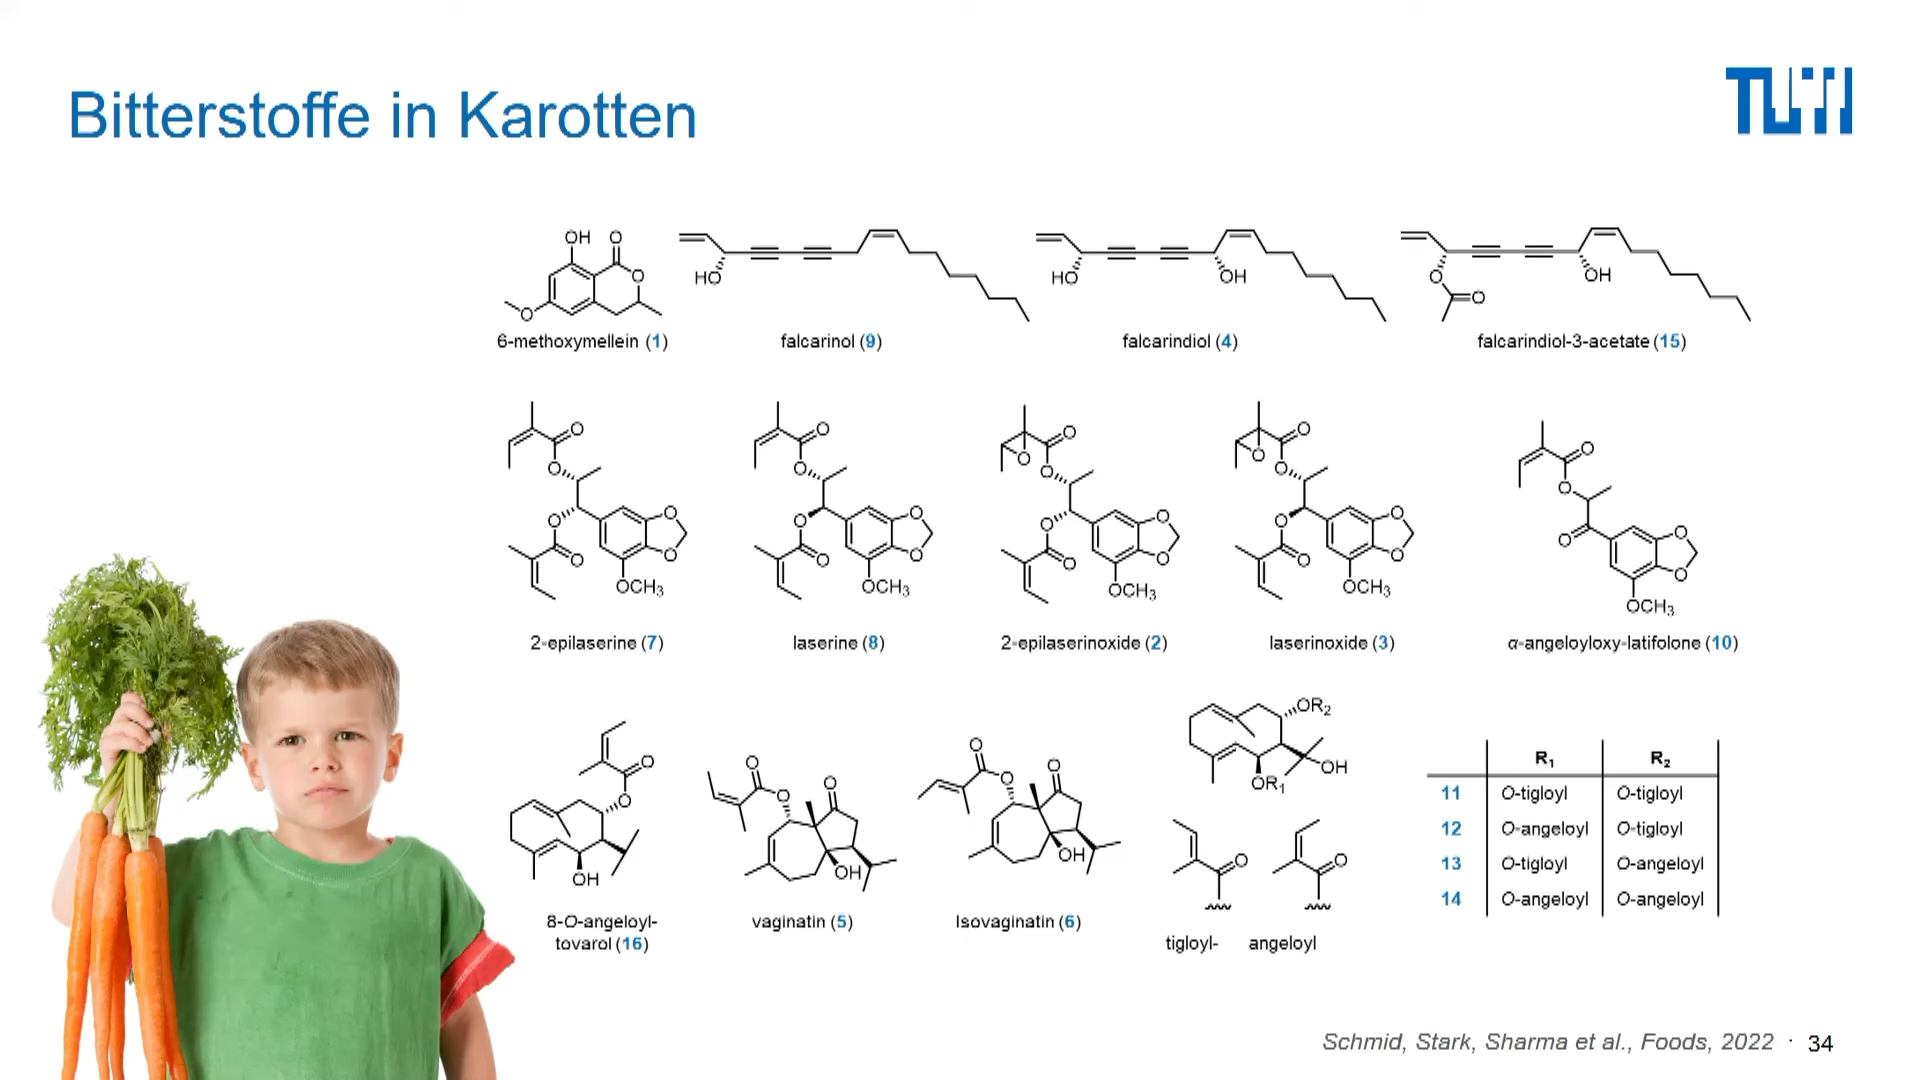 Bitterstoffe in Karotten
TUM
OH
O
O
O
6-methoxymellein (1)
HO
falcarinol (9)
HO
OH
falcarindiol (4)
O
O
OH
falcarindiol-3-acetate (15)
O
O
O
O
O
O
OCH3
2-epilaserine (7)
O
O
O
O
O
O
OCH3
laserine (8)
O
O
O
O
O
O
O
OCH3
2-epilaserinoxide (2)
O
O
O
O
O
O
O
OCH3
laserinoxide (3)
O
O
O
O
O
OCH3
α-angeloyloxy-latifolone (10)
O
O
OH
8-O-angeloyl-
tovarol (16)
O
O
O
OH
vaginatin (5)
O
O
O
OH
Isovaginatin (6)
OR2
OH
OR1
O
O
tigloyl- angeloyl
R1 R2
11 O-tigloyl O-tigloyl
12 O-angeloyl O-tigloyl
13 O-tigloyl O-angeloyl
14 O-angeloyl O-angeloyl
Schmid, Stark, Sharma et al., Foods, 2022 · 34